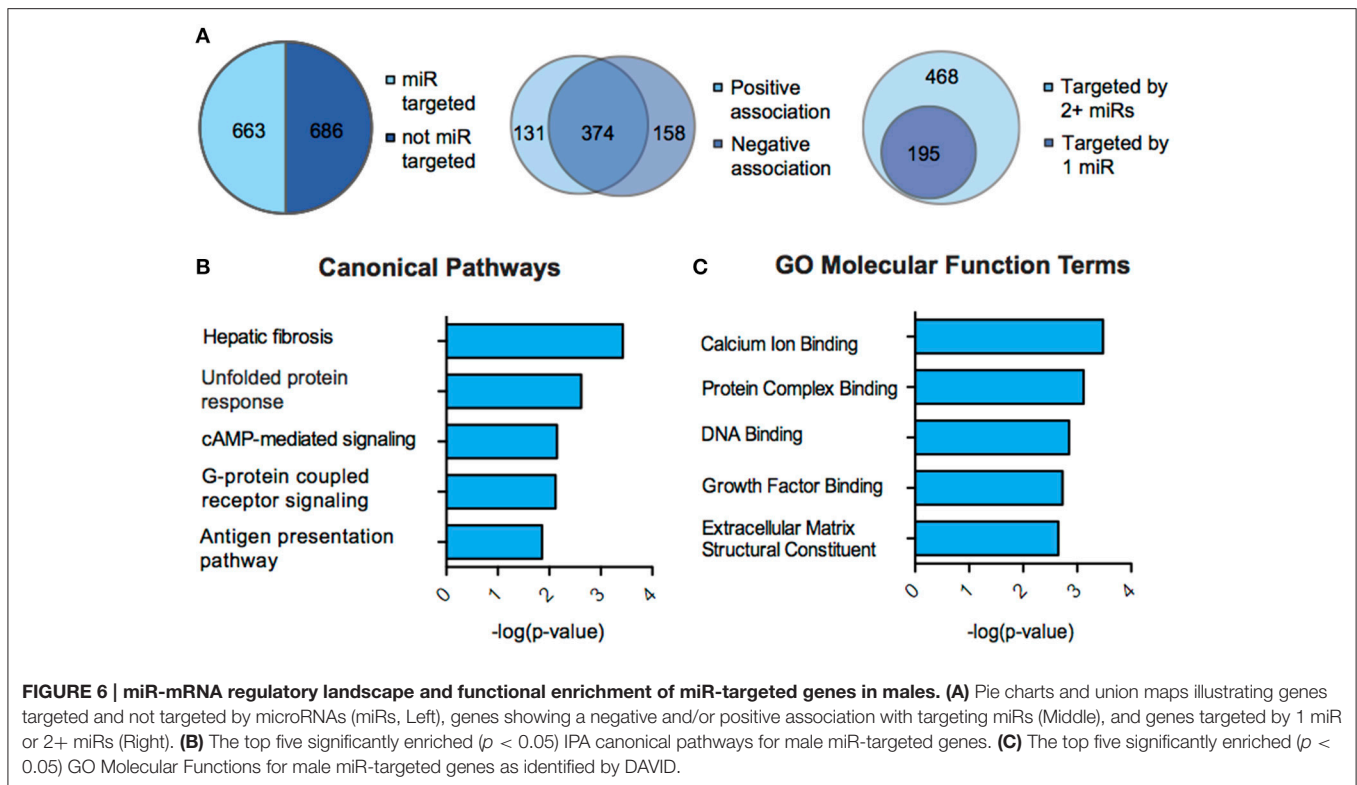 A
663
686
miR
targeted
not miR
targeted
131
374
158
Positive
association
Negative
association
468
195
Targeted by
2+ miRs
Targeted by
1 miR
B
Canonical Pathways
Hepatic fibrosis
Unfolded protein
response
cAMP-mediated signaling
G-protein coupled
receptor signaling
Antigen presentation
pathway
0 1 2 3 4
-log(p-value)
C
GO Molecular Function Terms
Calcium Ion Binding
Protein Complex Binding
DNA Binding
Growth Factor Binding
Extracellular Matrix
Structural Constituent
0 1 2 3 4
-log(p-value)
FIGURE 6 | miR-mRNA regulatory landscape and functional enrichment of miR-targeted genes in males. (A) Pie charts and union maps illustrating genes
targeted and not targeted by microRNAs (miRs, Left), genes showing a negative and/or positive association with targeting miRs (Middle), and genes targeted by 1 miR
or 2+ miRs (Right). (B) The top five significantly enriched (p < 0.05) IPA canonical pathways for male miR-targeted genes. (C) The top five significantly enriched (p <
0.05) GO Molecular Functions for male miR-targeted genes as identified by DAVID.